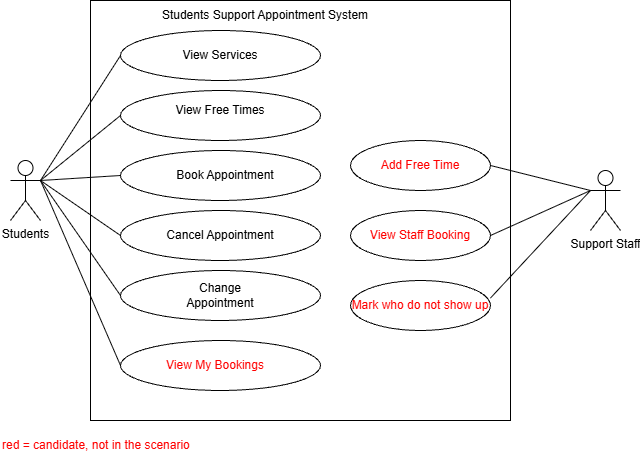 Students Support Appointment System
View Services
View Free Times
Book Appointment
Cancel Appointment
Change
Appointment
View My Bookings
Add Free Time
View Staff Booking
Mark who do not show up
Students
Support Staff
red = candidate, not in the scenario